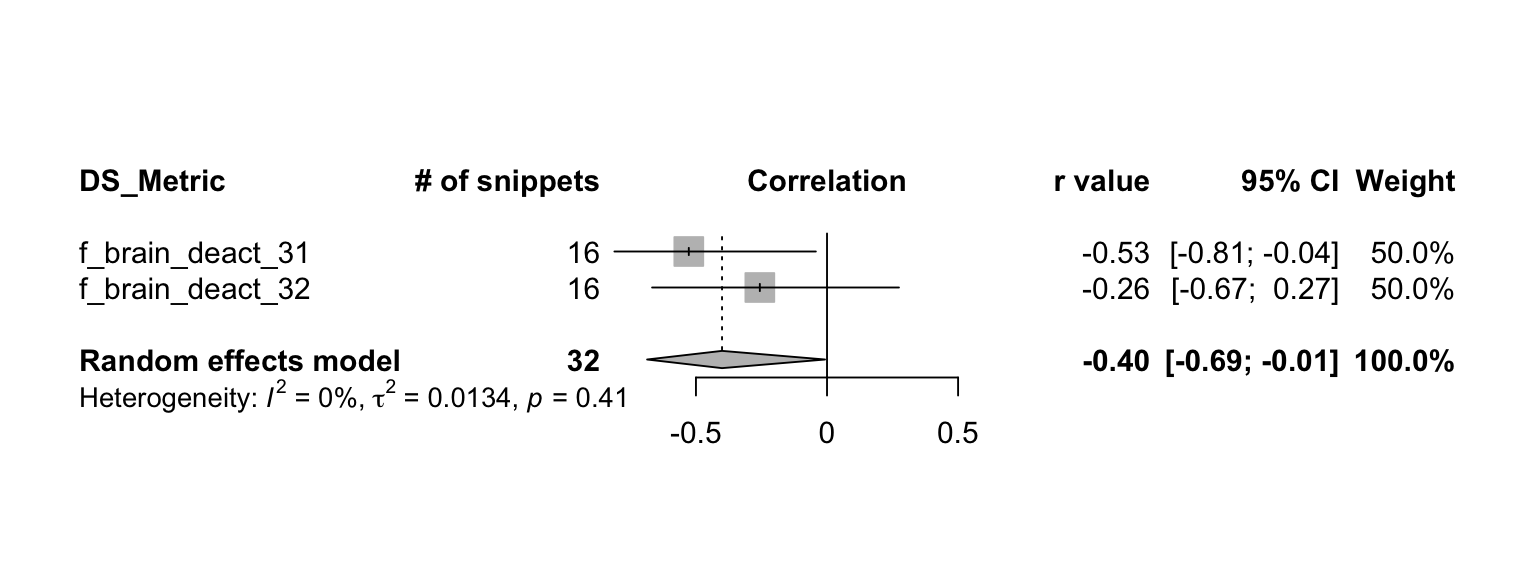 DS_Metric # of snippets Correlation r value 95% CI Weight
f_brain_deact_31 16 -0.53 [-0.81; -0.04] 50.0%
f_brain_deact_32 16 -0.26 [-0.67; 0.27] 50.0%
Random effects model 32 -0.40 [-0.69; -0.01] 100.0%
Heterogeneity: I² = 0%, τ² = 0.0134, p = 0.41
-0.5 0 0.5